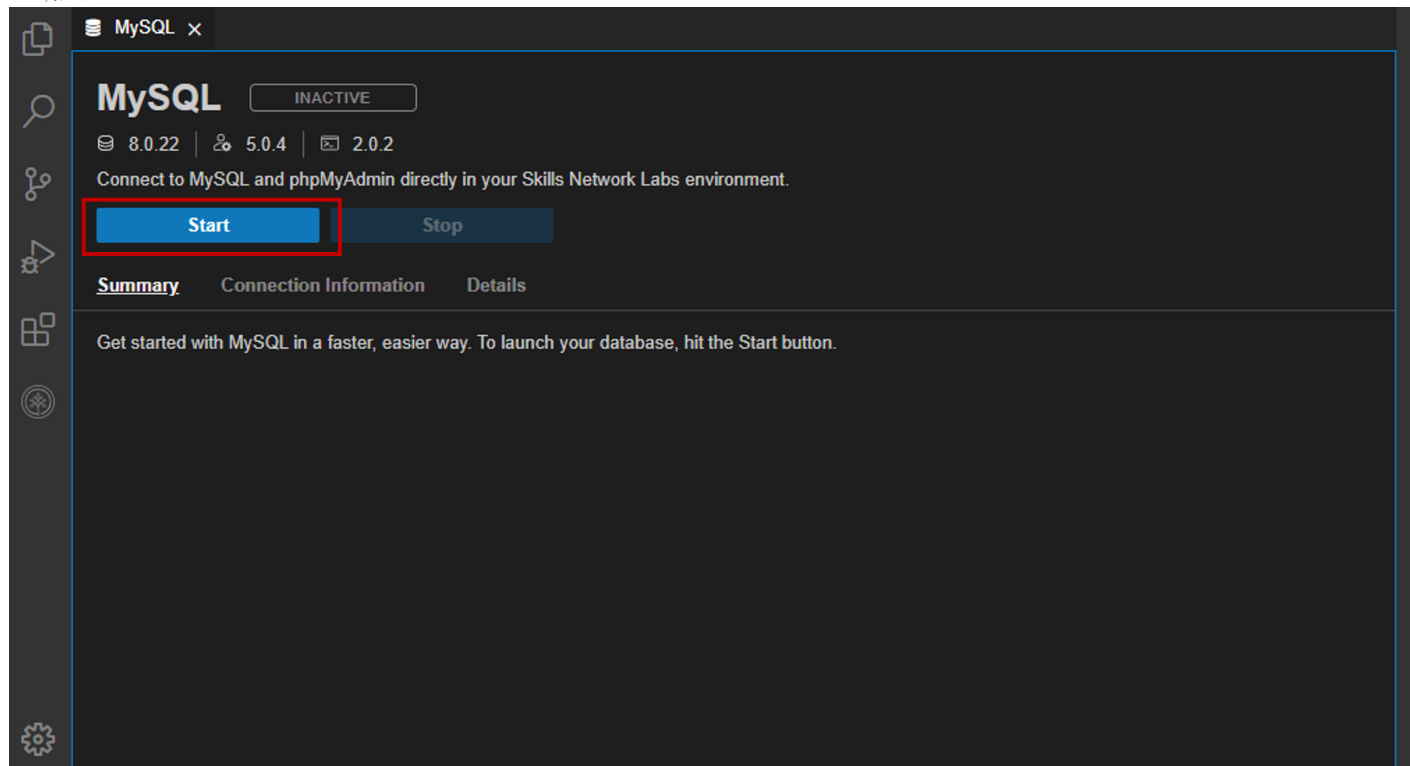 MySQL
MySQL INACTIVE
8.0.22 5.0.4 2.0.2
Connect to MySQL and phpMyAdmin directly in your Skills Network Labs environment.
Start Stop
Summary Connection Information Details
Get started with MySQL in a faster, easier way. To launch your database, hit the Start button.